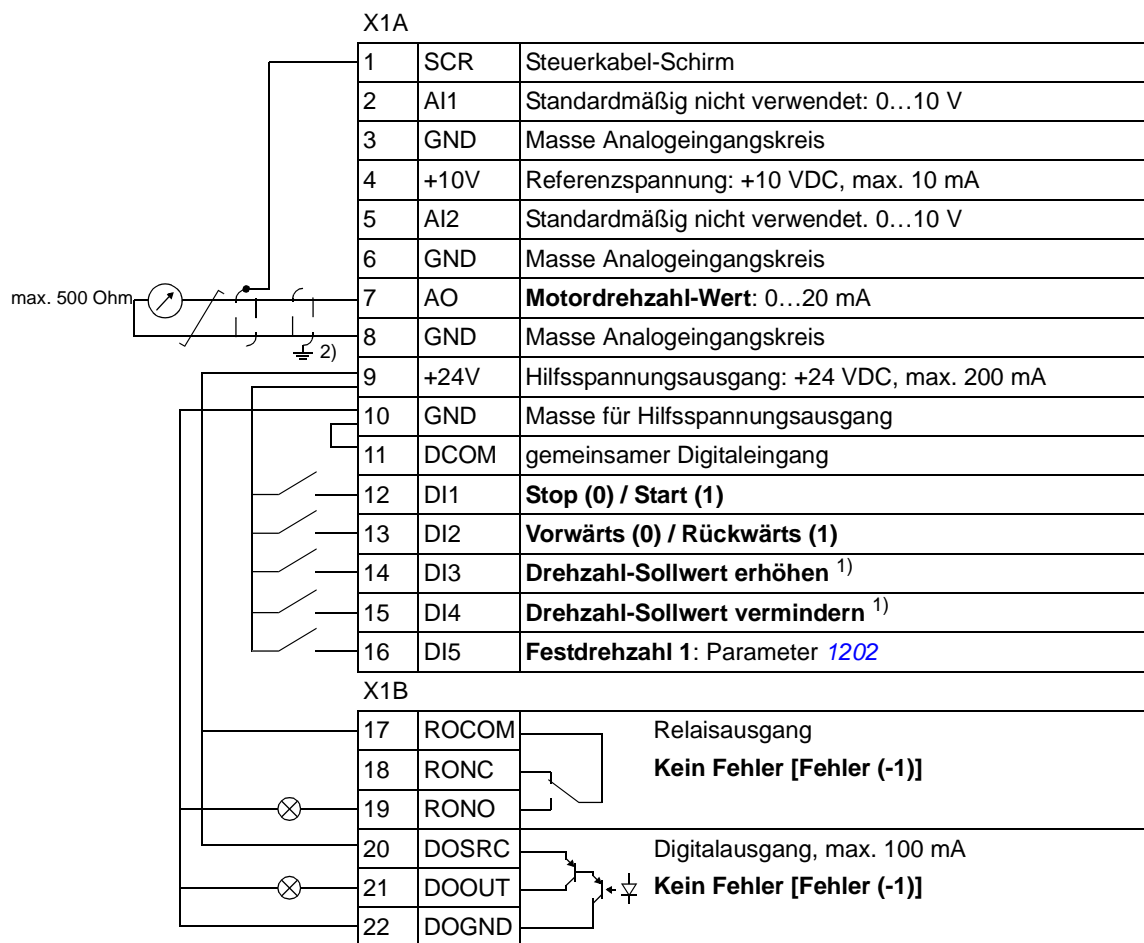 X1A
1 SCR Steuerkabel-Schirm
2 AI1 Standardmäßig nicht verwendet: 0…10 V
3 GND Masse Analogeingangskreis
4 +10V Referenzspannung: +10 VDC, max. 10 mA
5 AI2 Standardmäßig nicht verwendet. 0…10 V
6 GND Masse Analogeingangskreis
max. 500 Ohm 7 AO Motordrehzahl-Wert: 0…20 mA
8 GND Masse Analogeingangskreis
2)
9 +24V Hilfsspannungsausgang: +24 VDC, max. 200 mA
10 GND Masse für Hilfsspannungsausgang
11 DCOM gemeinsamer Digitaleingang
12 DI1 Stop (0) / Start (1)
13 DI2 Vorwärts (0) / Rückwärts (1)
14 DI3 Drehzahl-Sollwert erhöhen 1)
15 DI4 Drehzahl-Sollwert vermindern 1)
16 DI5 Festdrehzahl 1: Parameter 1202
X1B
17 ROCOM Relaisausgang
18 RONC Kein Fehler [Fehler (-1)]
19 RONO
20 DOSRC Digitalausgang, max. 100 mA
21 DOOUT Kein Fehler [Fehler (-1)]
22 DOGND